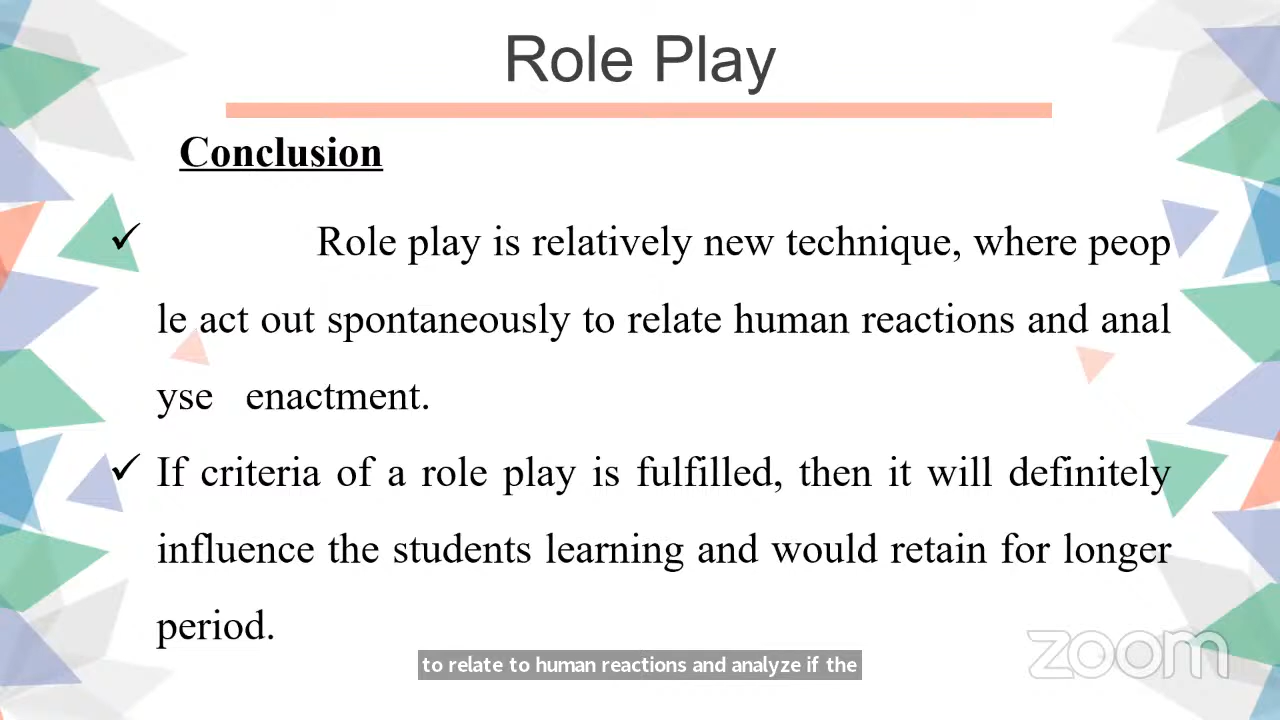 Role Play
Conclusion
✓ Role play is relatively new technique, where peop
le act out spontaneously to relate human reactions and anal
yse enactment.
✓ If criteria of a role play is fulfilled, then it will definitely
influence the students learning and would retain for longer
period.
to relate to human reactions and analyze if the
zoom